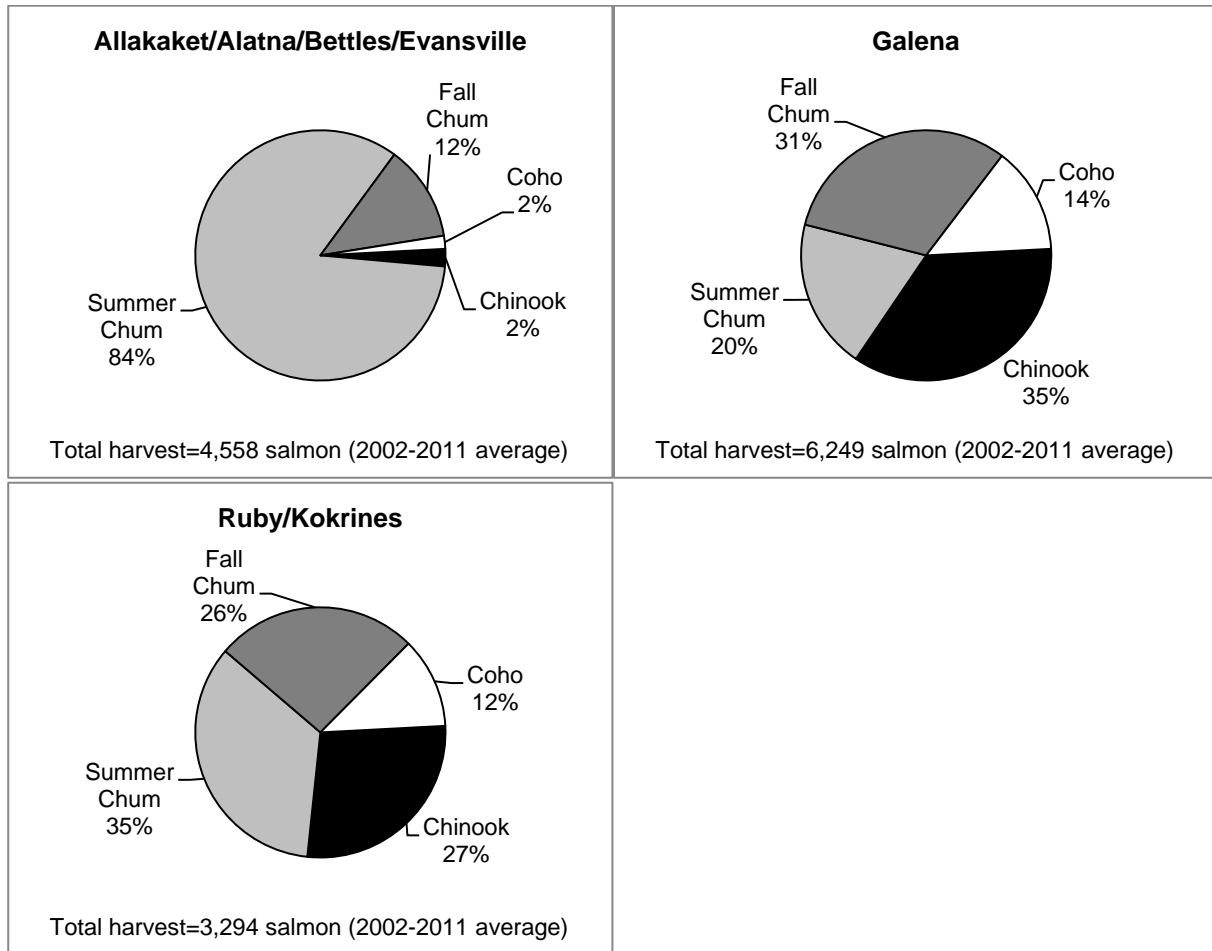 Allakaket/Alatna/Bettles/Evansville
Fall
Chum
12%
Coho
2%
Chinook
2%
Summer
Chum
84%
Total harvest=4,558 salmon (2002-2011 average)
Galena
Fall
Chum
31%
Coho
14%
Summer
Chum
20%
Chinook
35%
Total harvest=6,249 salmon (2002-2011 average)
Ruby/Kokrines
Fall
Chum
26%
Coho
12%
Summer
Chum
35%
Chinook
27%
Total harvest=3,294 salmon (2002-2011 average)